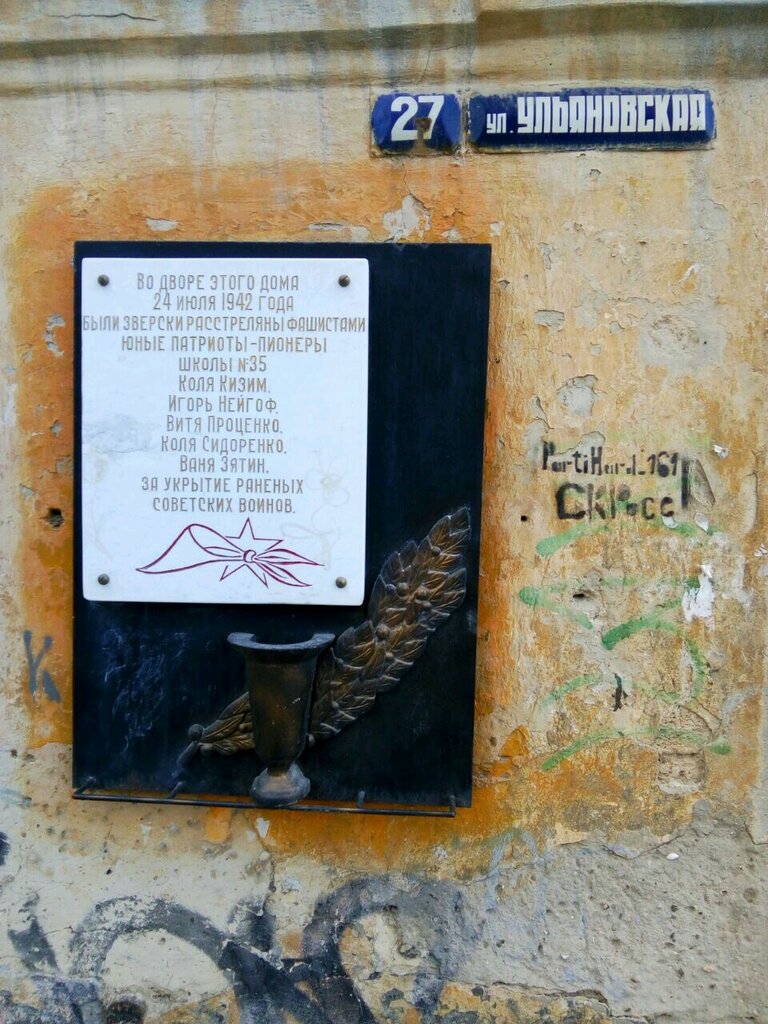 27
ул. Ульяновская
Во дворе этого дома
24 июля 1942 года
были зверски расстреляны фашистами
юные патриоты-пионеры
школы №35
Коля Кизим,
Игорь Нейгоф,
Витя Проценко,
Коля Сидоренко,
Ваня Зятин,
за укрытие раненых
советских воинов.
PartiHard_161